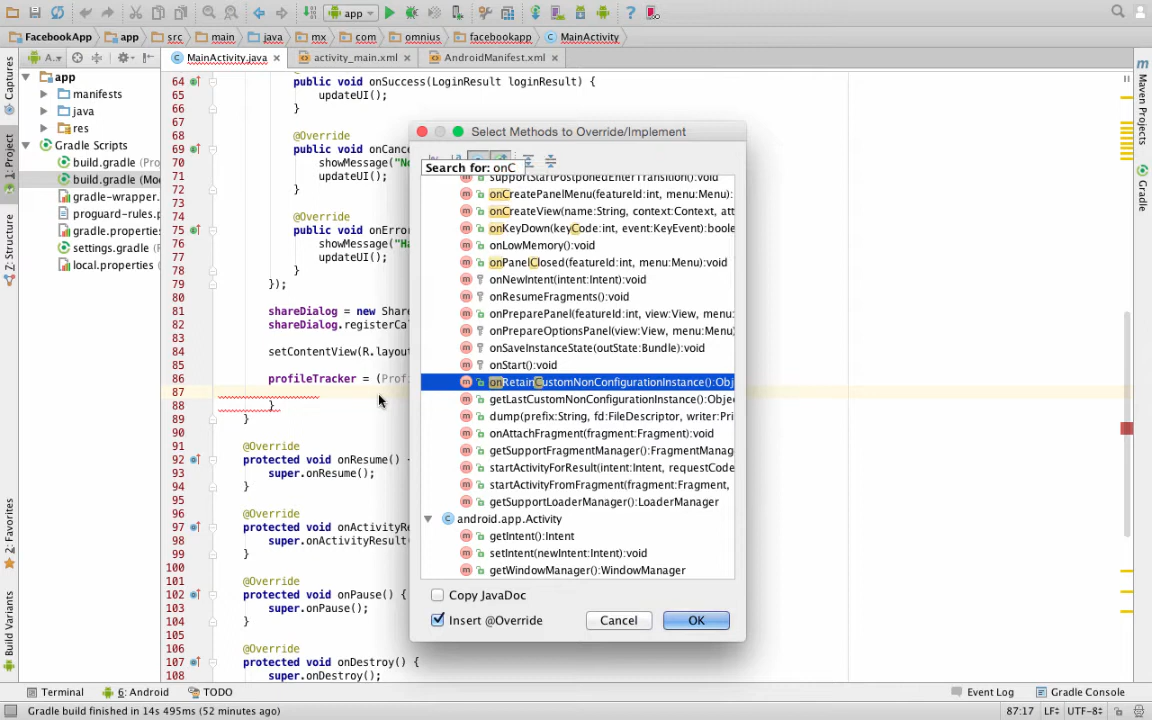 app
FacebookApp app src main java mx com omnius facebookapp MainActivity
A.. MainActivity.java activity_main.xml AndroidManifest.xml
Captures
1: Project
Z: Structure
2: Favorites
Build Variants
Maven Projects
Gradle
app
manifests
java
res
Gradle Scripts
build.gradle (Pro
build.gradle (Mod
gradle-wrapper.
proguard-rules.p
gradle.properties
settings.gradle
local.properties
64 public void onSuccess(LoginResult loginResult) {
65 updateUI();
66 }
67
68 @Override
69 public void onCance
70 showMessage("No
71 updateUI();
72 }
73
74 @Override
75 public void onError
76 showMessage("Ha
77 updateUI();
78 }
79 });
80
81 shareDialog = new Shar
82 shareDialog.registerCal
83
84 setContentView(R.layout
85
86 profileTracker = (Profi
87
88 }
89 }
90
91 @Override
92 protected void onResume() {
93 super.onResume();
94 }
95
96 @Override
97 protected void onActivityRe
98 super.onActivityResult(
99 }
100
101 @Override
102 protected void onPause() {
103 super.onPause();
104 }
105
106 @Override
107 protected void onDestroy() {
108 super.onDestroy();
Select Methods to Override/Implement
Search for: onC
supportStartPostponedEnterTransition():void
onCreatePanelMenu(featureId:int, menu:Menu):
onCreateView(name:String, context:Context, att
onKeyDown(keyCode:int, event:KeyEvent):boole
onLowMemory():void
onPanelClosed(featureId:int, menu:Menu):void
onNewIntent(intent:Intent):void
onResumeFragments():void
onPreparePanel(featureId:int, view:View, menu:
onPrepareOptionsPanel(view:View, menu:Menu)
onSaveInstanceState(outState:Bundle):void
onStart():void
onRetainCustomNonConfigurationInstance():Obj
getLastCustomNonConfigurationInstance():Objec
dump(prefix:String, fd:FileDescriptor, writer:Pri
onAttachFragment(fragment:Fragment):void
getSupportFragmentManager():FragmentManag
startActivityForResult(intent:Intent, requestCode
startActivityFromFragment(fragment:Fragment,
getSupportLoaderManager():LoaderManager
android.app.Activity
getIntent():Intent
setIntent(newIntent:Intent):void
getWindowManager():WindowManager
Copy JavaDoc
Insert @Override Cancel OK
Terminal 6: Android TODO Event Log Gradle Console
Gradle build finished in 14s 495ms (52 minutes ago) 87:17 LF÷ UTF-8÷